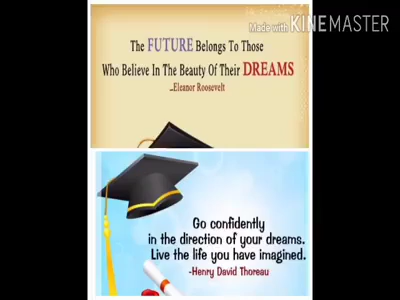 Made with KINEMASTER
The FUTURE Belongs To Those
Who Believe In The Beauty Of Their DREAMS
...Eleanor Roosevelt
Go confidently
in the direction of your dreams.
Live the life you have imagined.
-Henry David Thoreau